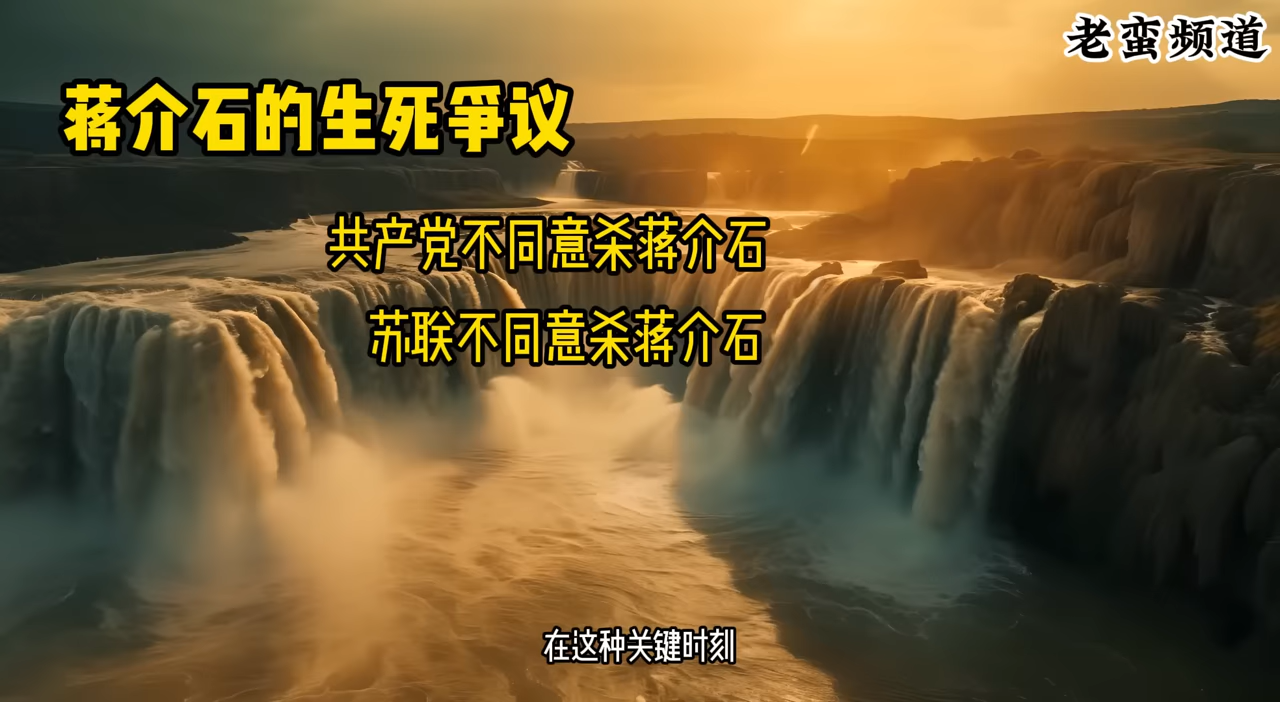 老蛮频道
蒋介石的生死争议
共产党不同意杀蒋介石
苏联不同意杀蒋介石
在这种关键时刻